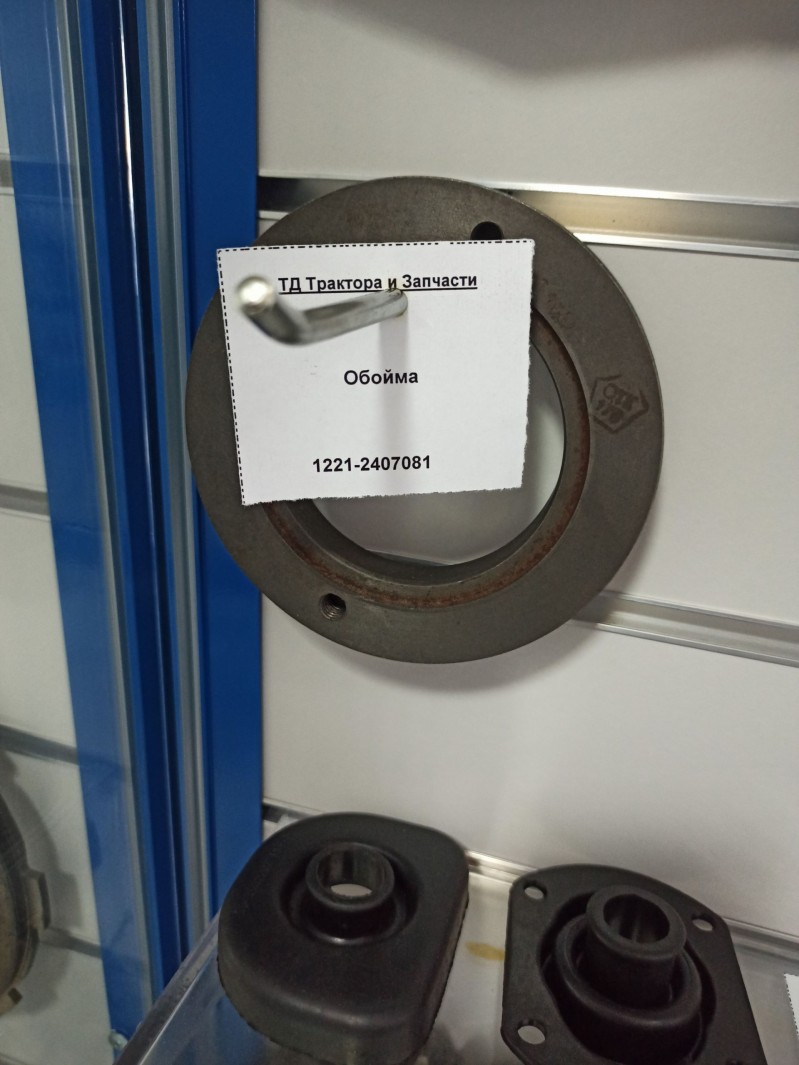 ТД Трактора и Запчасти
Обойма
1221-2407081